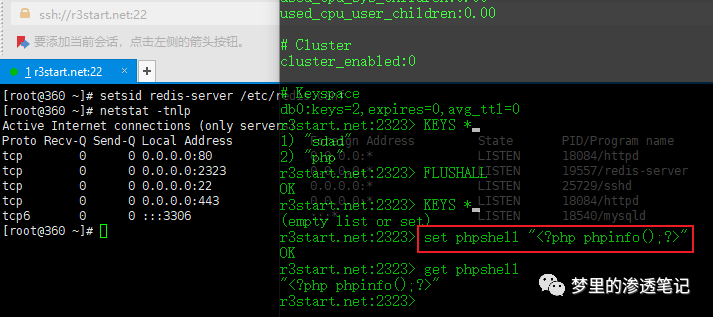 ssh://r3start.net:22
要添加当前会话，点击左侧的箭头按钮。
1 r3start.net:22
[root@360 ~]# setsid redis-server /etc/r
[root@360 ~]# netstat -tnlp
Active Internet connections (only server
Proto Recv-Q Send-Q Local Address
tcp 0 0 0.0.0.0:80
tcp 0 0 0.0.0.0:2323
tcp 0 0 0.0.0.0:22
tcp 0 0 0.0.0.0:443
tcp6 0 0 :::3306
[root@360 ~]#
used_cpu_sys_children:0.00
used_cpu_user_children:0.00
# Cluster
cluster_enabled:0
# Keyspace
db0:keys=2,expires=0,avg_ttl=0
r3start.net:2323> KEYS *
1) "sdad"
2) "php"
r3start.net:2323> FLUSHALL
OK
r3start.net:2323> KEYS *
(empty list or set)
r3start.net:2323> set phpshell "<?php phpinfo();?>"
OK
r3start.net:2323> get phpshell
"<?php phpinfo();?>"
r3start.net:2323>
Address State PID/Program name
LISTEN 18084/httpd
LISTEN 19557/redis-server
LISTEN 25729/sshd
LISTEN 18084/httpd
LISTEN 18540/mysqld
梦里的渗透笔记